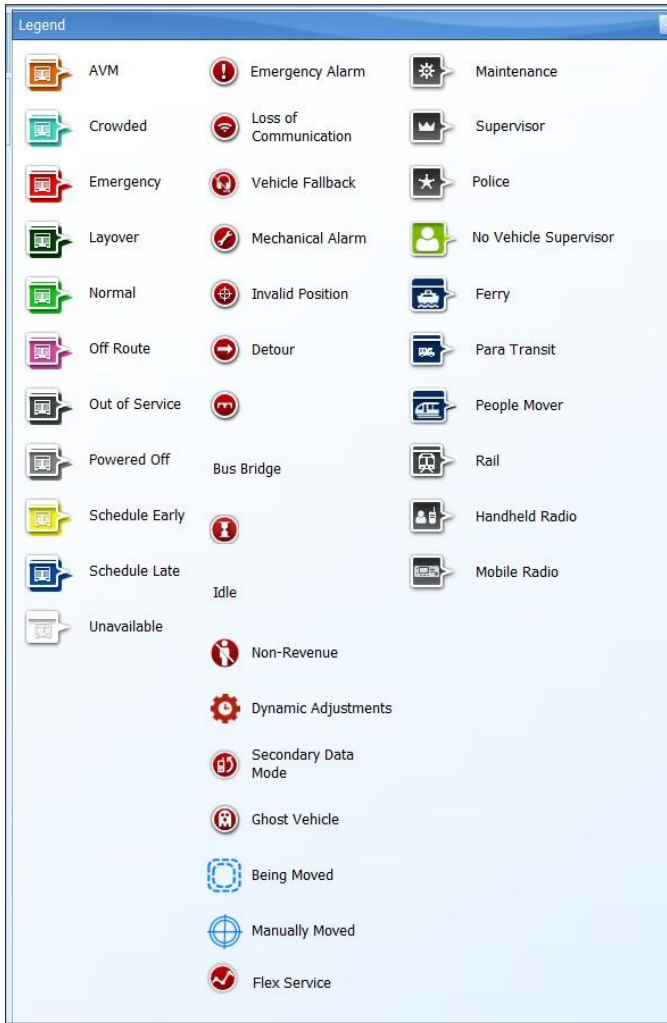 Legend
AVM
Crowded
Emergency
Layover
Normal
Off Route
Out of Service
Powered Off
Schedule Early
Schedule Late
Unavailable
Emergency Alarm
Loss of
Communication
Vehicle Fallback
Mechanical Alarm
Invalid Position
Detour
Bus Bridge
Idle
Non-Revenue
Dynamic Adjustments
Secondary Data
Mode
Ghost Vehicle
Being Moved
Manually Moved
Flex Service
Maintenance
Supervisor
Police
No Vehicle Supervisor
Ferry
Para Transit
People Mover
Rail
Handheld Radio
Mobile Radio